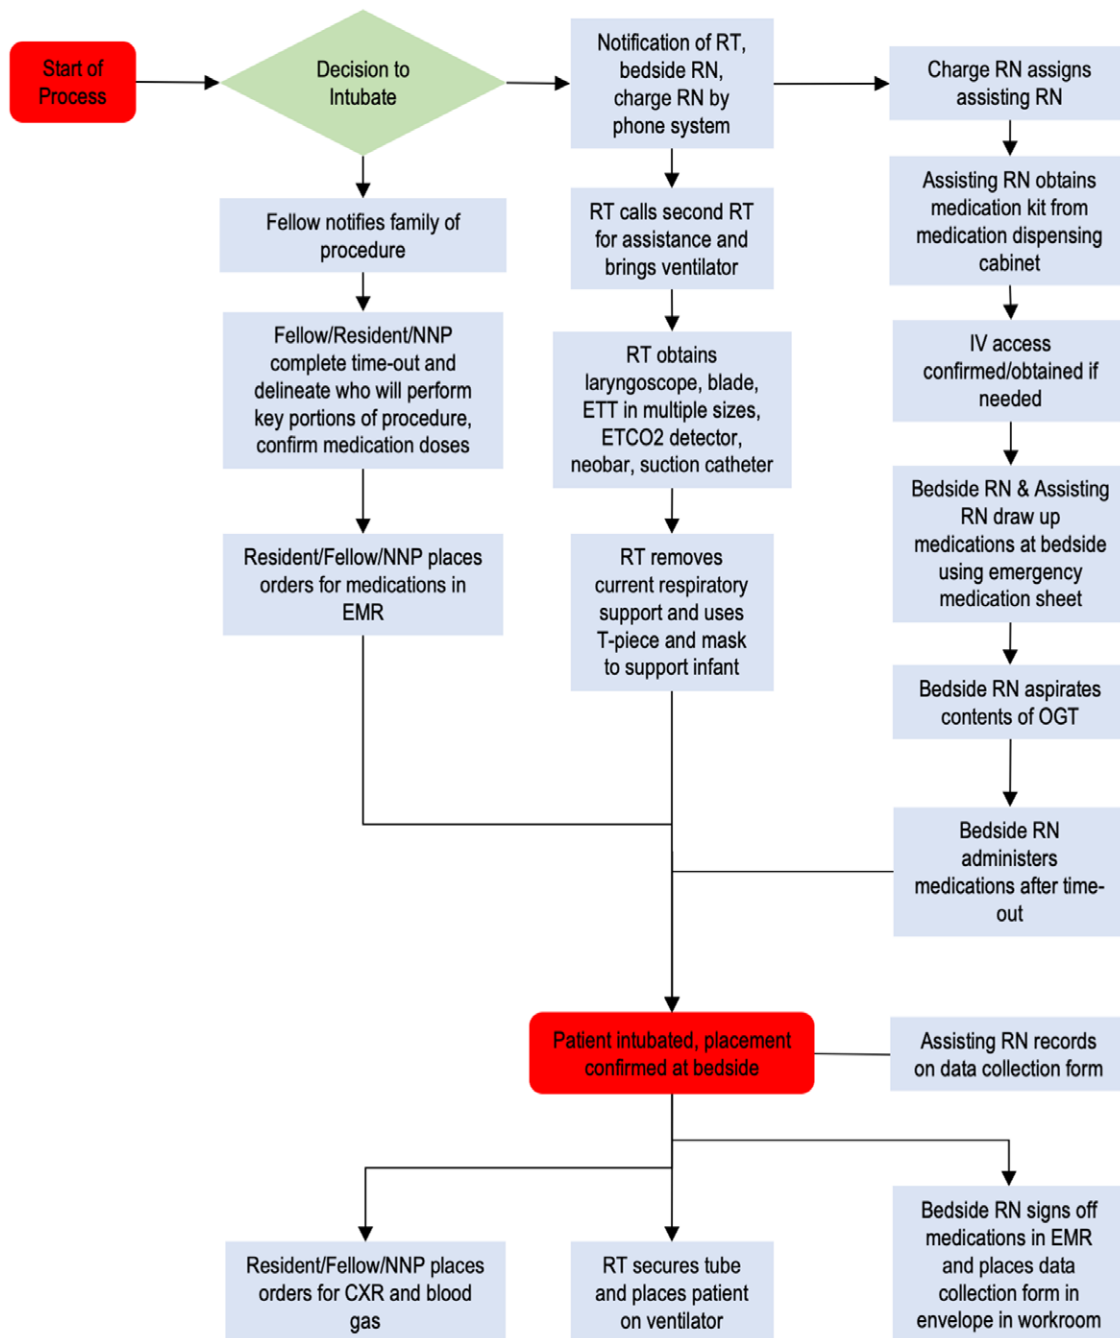 Start of
Process
Decision to
Intubate
Notification of RT,
bedside RN,
charge RN by
phone system
Charge RN assigns
assisting RN
Fellow notifies family of
procedure
RT calls second RT
for assistance and
brings ventilator
Assisting RN obtains
medication kit from
medication dispensing
cabinet
Fellow/Resident/NNP
complete time-out and
delineate who will perform
key portions of procedure,
confirm medication doses
RT obtains
laryngoscope, blade,
ETT in multiple sizes,
ETCO2 detector,
neobar, suction catheter
IV access
confirmed/obtained if
needed
Bedside RN & Assisting
RN draw up
medications at bedside
using emergency
medication sheet
Resident/Fellow/NNP places
orders for medications in
EMR
RT removes
current respiratory
support and uses
T-piece and mask
to support infant
Bedside RN aspirates
contents of OGT
Bedside RN
administers
medications after time-
out
Patient intubated, placement
confirmed at bedside
Assisting RN records
on data collection form
Resident/Fellow/NNP places
orders for CXR and blood
gas
RT secures tube
and places patient
on ventilator
Bedside RN signs off
medications in EMR
and places data
collection form in
envelope in workroom